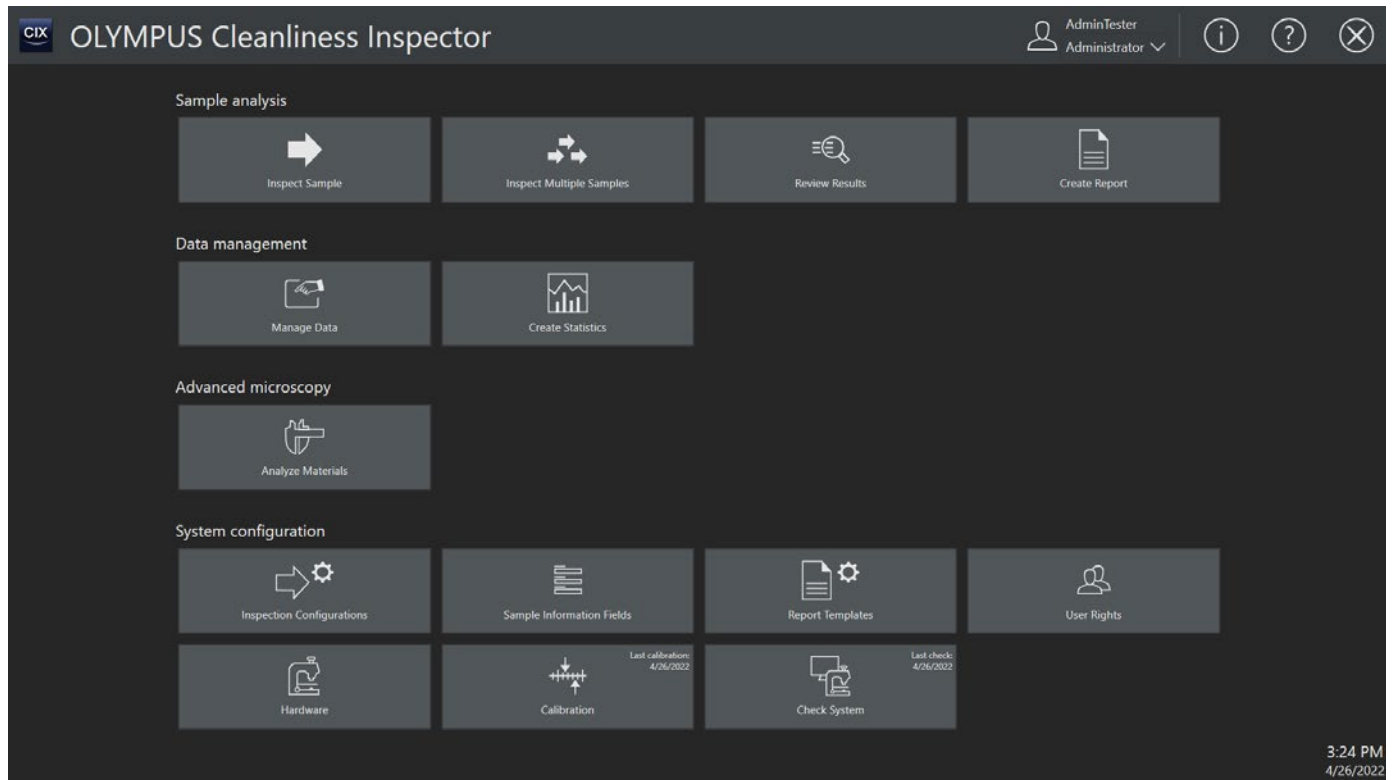 CIX
OLYMPUS Cleanliness Inspector
AdminTester
Administrator
i
?
Sample analysis
Inspect Sample
Inspect Multiple Samples
Review Results
Create Report
Data management
Manage Data
Create Statistics
Advanced microscopy
Analyze Materials
System configuration
Inspection Configurations
Sample Information Fields
Report Templates
User Rights
Hardware
Last calibration:
4/26/2022
Calibration
Last check:
4/26/2022
Check System
3:24 PM
4/26/2022